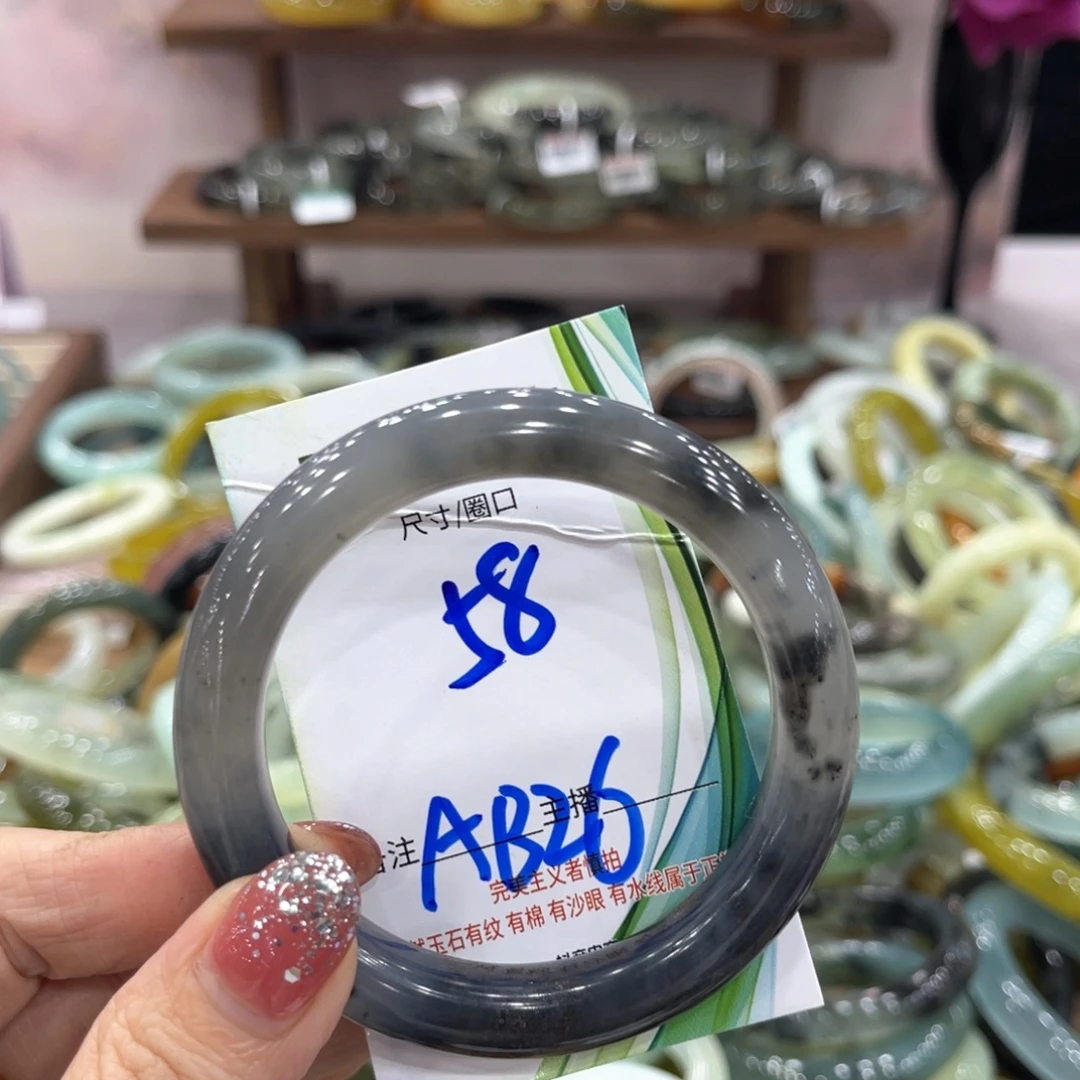 尺寸/圈口
58
主播
注 AB26
完美主义者慎拍
玉石有纹 有棉 有沙眼 有水线属于正